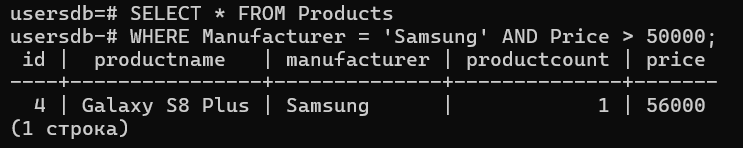 usersdb=# SELECT * FROM Products
usersdb-# WHERE Manufacturer = 'Samsung' AND Price > 50000;
 id |  productname   | manufacturer | productcount | price
----+----------------+--------------+--------------+-------
  4 | Galaxy S8 Plus | Samsung      |            1 | 56000
(1 строка)